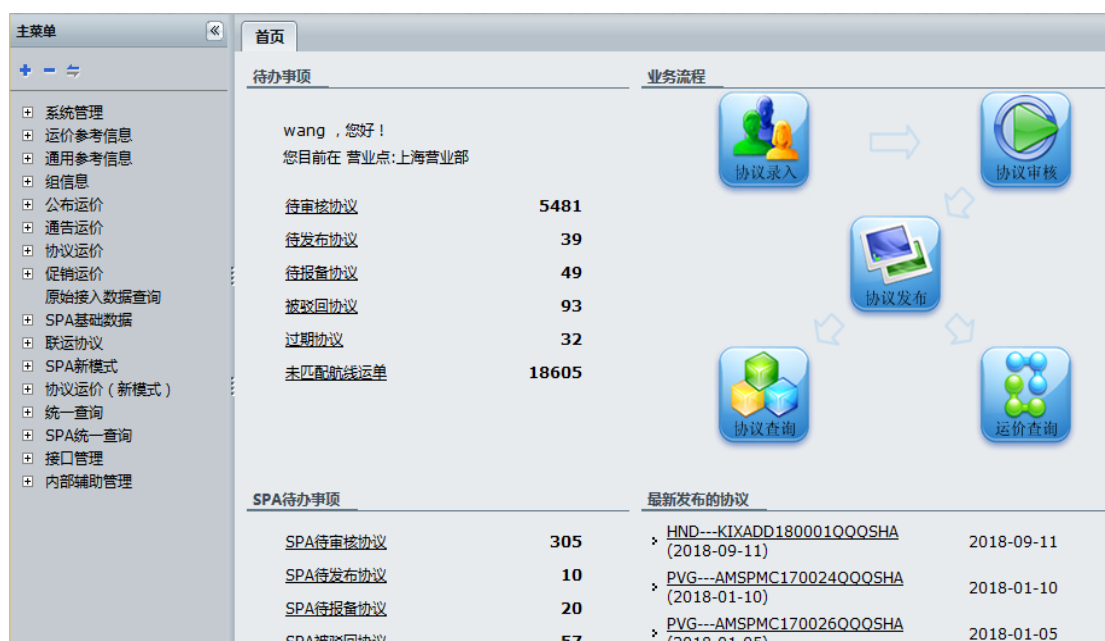 主菜单
首页
系统管理
运价参考信息
通用参考信息
组信息
公布运价
通告运价
协议运价
促销运价
原始接入数据查询
SPA基础数据
联运协议
SPA新模式
协议运价（新模式）
统一查询
SPA统一查询
接口管理
内部辅助管理
待办事项
wang ，您好！
您目前在 营业点:上海营业部
待审核协议 5481
待发布协议 39
待报备协议 49
被驳回协议 93
过期协议 32
未匹配航线运单 18605
业务流程
协议录入
协议审核
协议发布
协议查询
运价查询
SPA待办事项
SPA待审核协议 305
SPA待发布协议 10
SPA待报备协议 20
SPA被驳回协议 57
最新发布的协议
HND---KIXADD180001QQQSHA
(2018-09-11) 2018-09-11
PVG---AMSPMC170024QQQSHA
(2018-01-10) 2018-01-10
PVG---AMSPMC170026QQQSHA
(2018-01-05) 2018-01-05